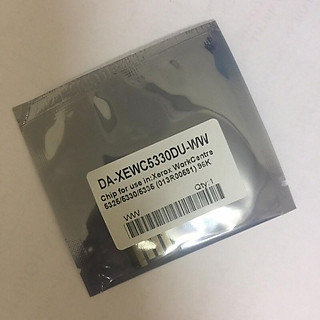 DA-XEWC5330DU-WW
Chip for use in:Xerox WorkCentre
5325/5330/5335 (013R00591) 96K
Qty:1
WW